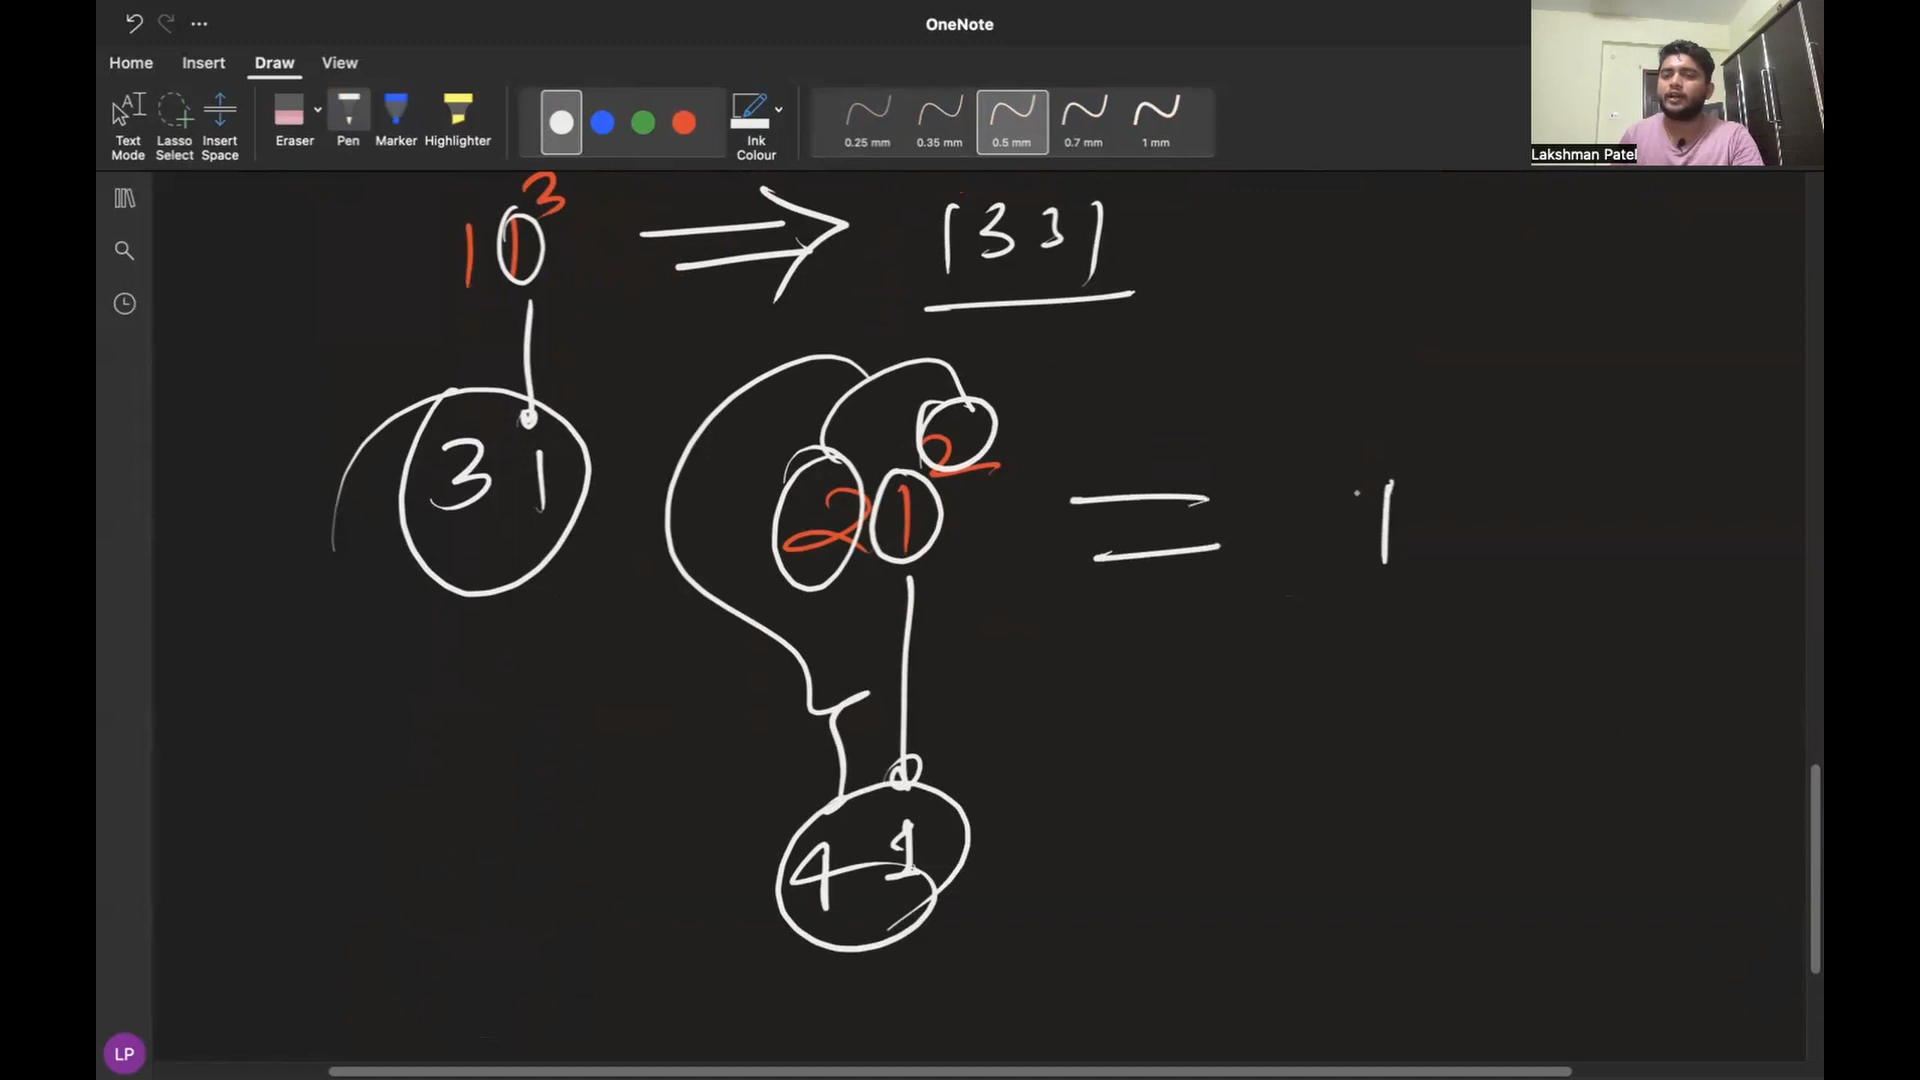 OneNote
Home Insert Draw View
Text Mode
Lasso Select
Insert Space
Eraser
Pen
Marker
Highlighter
Ink Colour
0.25 mm
0.35 mm
0.5 mm
0.7 mm
1 mm
Lakshman Patel
11³ ⇒ 1331
31
21² = 1
41
LP